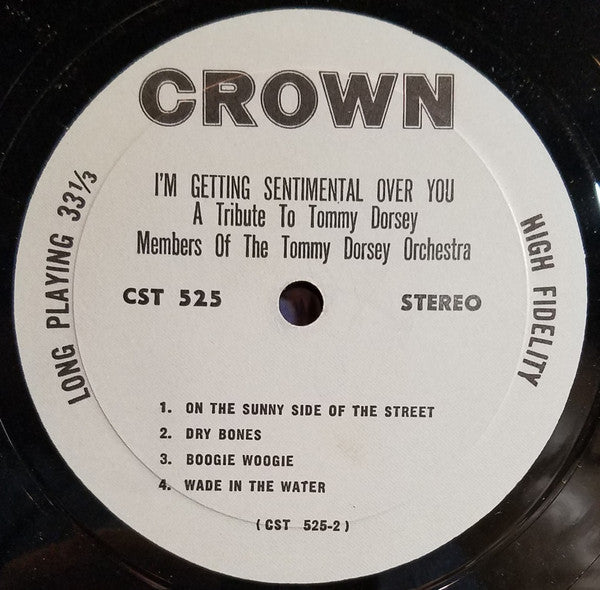 CROWN
I'M GETTING SENTIMENTAL OVER YOU
A Tribute To Tommy Dorsey
Members Of The Tommy Dorsey Orchestra
LONG PLAYING 33⅓
HIGH FIDELITY
CST 525
STEREO
1. ON THE SUNNY SIDE OF THE STREET
2. DRY BONES
3. BOOGIE WOOGIE
4. WADE IN THE WATER
(CST 525-2)